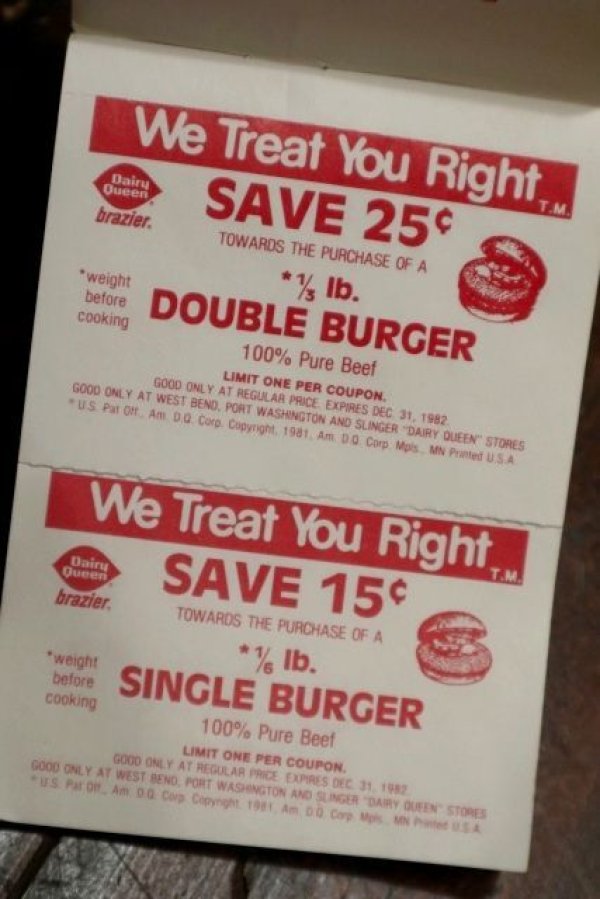 We Treat You Right T.M.
Dairy
Queen
brazier.
SAVE 25¢
TOWARDS THE PURCHASE OF A
*⅓ lb.
*weight
before
cooking
DOUBLE BURGER
100% Pure Beef
LIMIT ONE PER COUPON.
GOOD ONLY AT REGULAR PRICE. EXPIRES DEC. 31, 1982.
GOOD ONLY AT WEST BEND, PORT WASHINGTON AND SLINGER "DAIRY QUEEN" STORES
* U.S. Pat Off., Am. D.Q. Corp. Copyright, 1981, Am. D.Q. Corp. Mpls., MN Printed U.S.A.
We Treat You Right T.M.
Dairy
Queen
brazier.
SAVE 15¢
TOWARDS THE PURCHASE OF A
*⅙ lb.
*weight
before
cooking
SINGLE BURGER
100% Pure Beef
LIMIT ONE PER COUPON.
GOOD ONLY AT REGULAR PRICE. EXPIRES DEC. 31, 1982.
GOOD ONLY AT WEST BEND, PORT WASHINGTON AND SLINGER "DAIRY QUEEN" STORES
* U.S. Pat Off., Am. D.Q. Corp. Copyright, 1981, Am. D.Q. Corp. Mpls., MN Printed U.S.A.